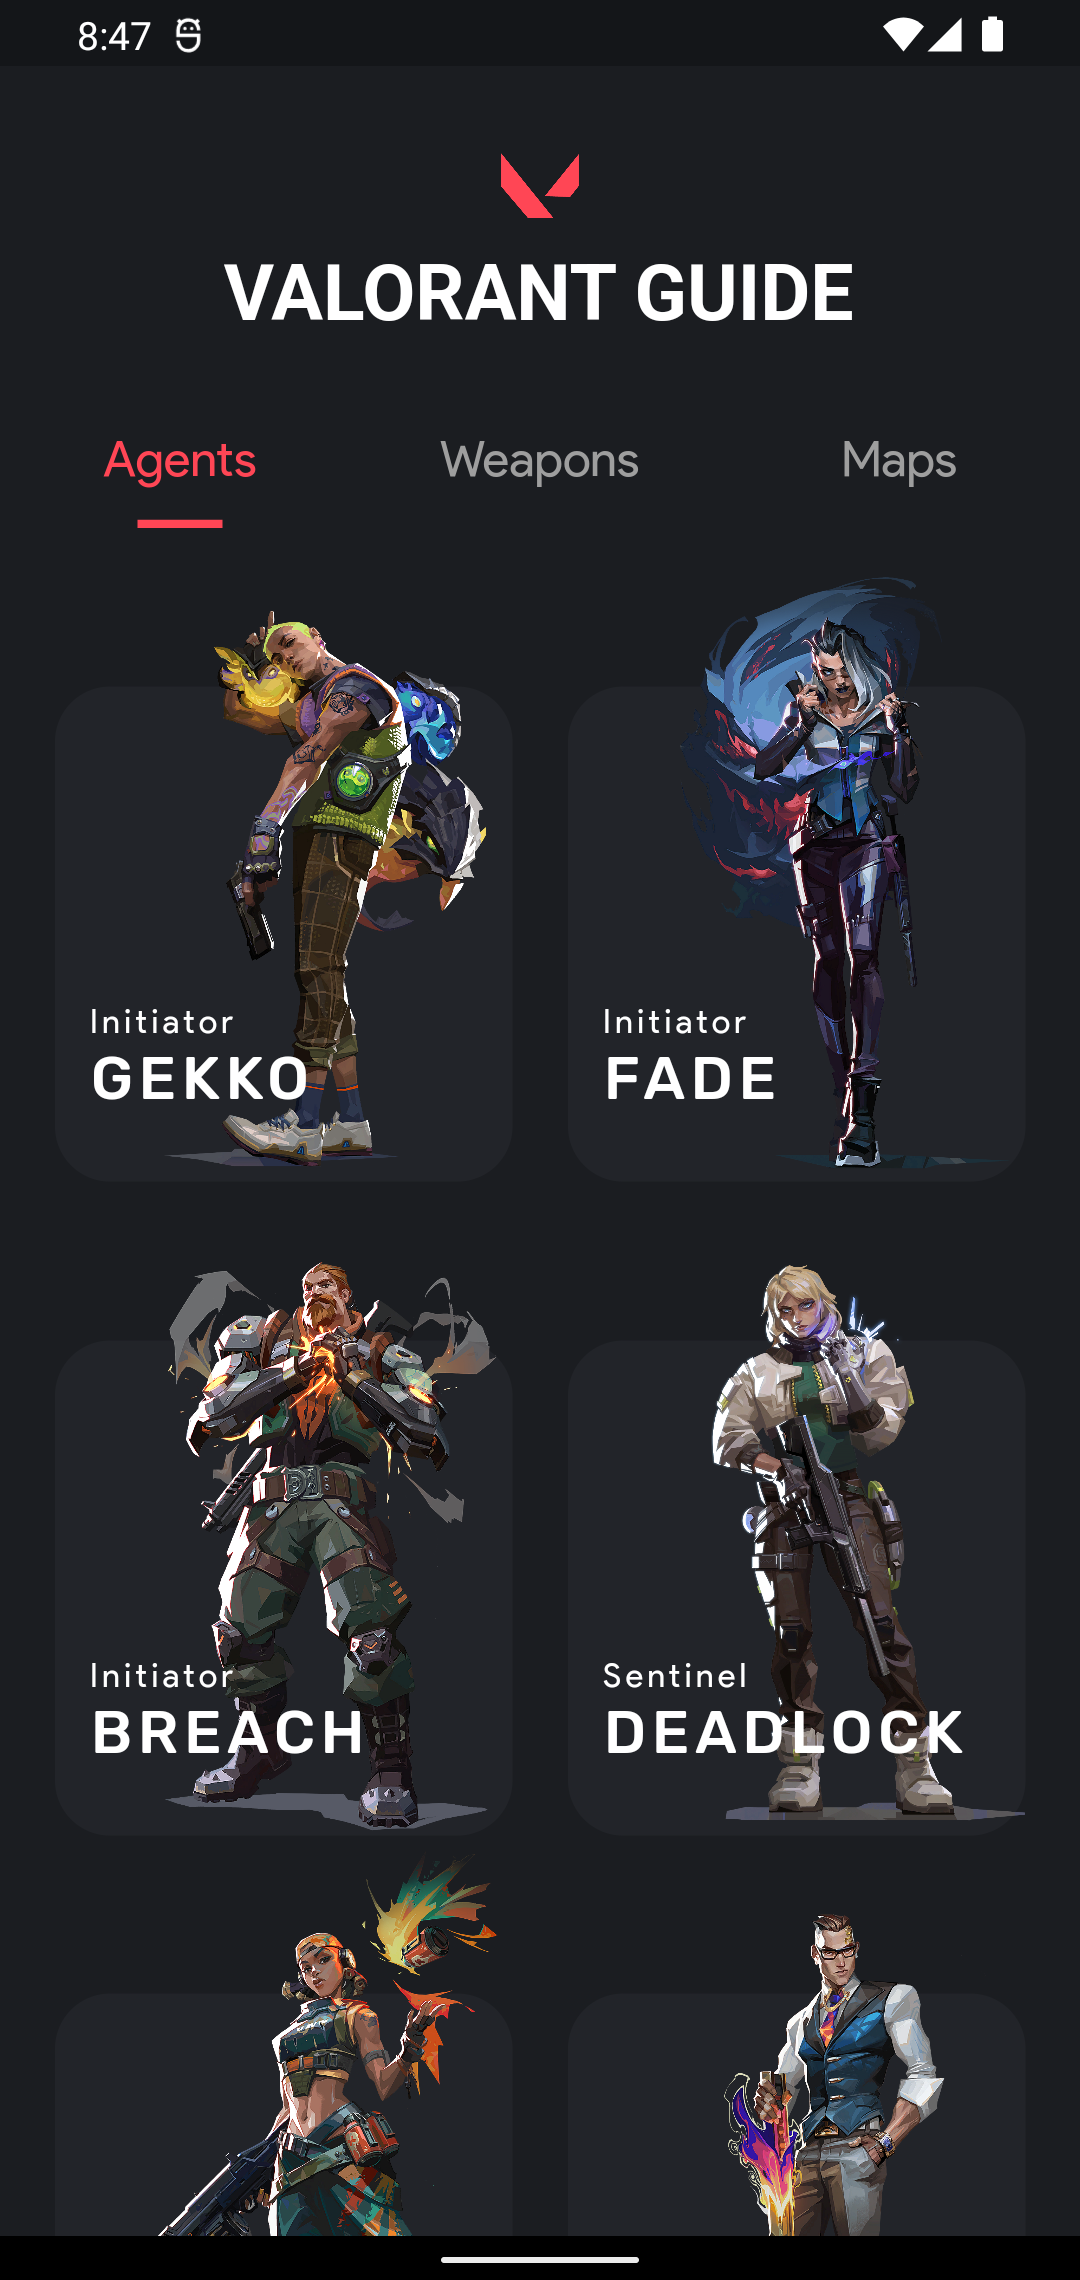 8:47
VALORANT GUIDE
Agents Weapons Maps
Initiator
GEKKO
Initiator
FADE
Initiator
BREACH
Sentinel
DEADLOCK